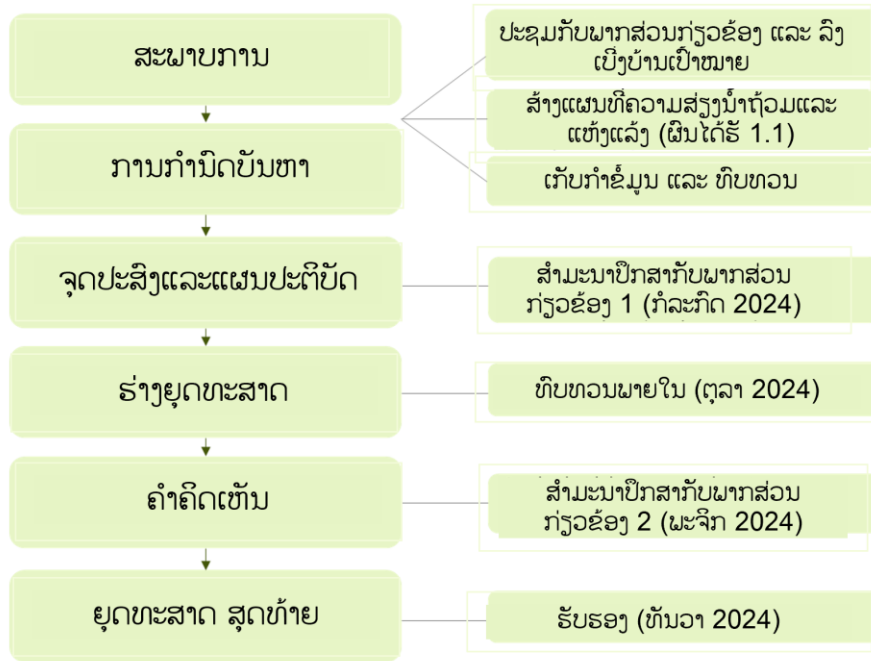 ສະພາບການ
ການກຳນົດບັນຫາ
ຈຸດປະສົງແລະແຜນປະຕິບັດ
ຮ່າງຍຸດທະສາດ
ຄຳຄິດເຫັນ
ຍຸດທະສາດ ສຸດທ້າຍ
ປະຊຸມກັບພາກສ່ວນກ່ຽວຂ້ອງ ແລະ ລົງ
ເບີ່ງບ້ານເປົ້າໝາຍ
ສ້າງແຜນທີ່ຄວາມສ່ຽງນ້ຳຖ້ວມແລະ
ແຫ້ງແລ້ງ (ຜົນໄດ້ຮັ 1.1)
ເກັບກຳຂໍ້ມູນ ແລະ ທົບທວນ
ສຳມະນາປຶກສາກັບພາກສ່ວນ
ກ່ຽວຂ້ອງ 1 (ກໍລະກົດ 2024)
ທົບທວນພາຍໃນ (ຕຸລາ 2024)
ສຳມະນາປຶກສາກັບພາກສ່ວນ
ກ່ຽວຂ້ອງ 2 (ພະຈິກ 2024)
ຮັບຮອງ (ທັນວາ 2024)